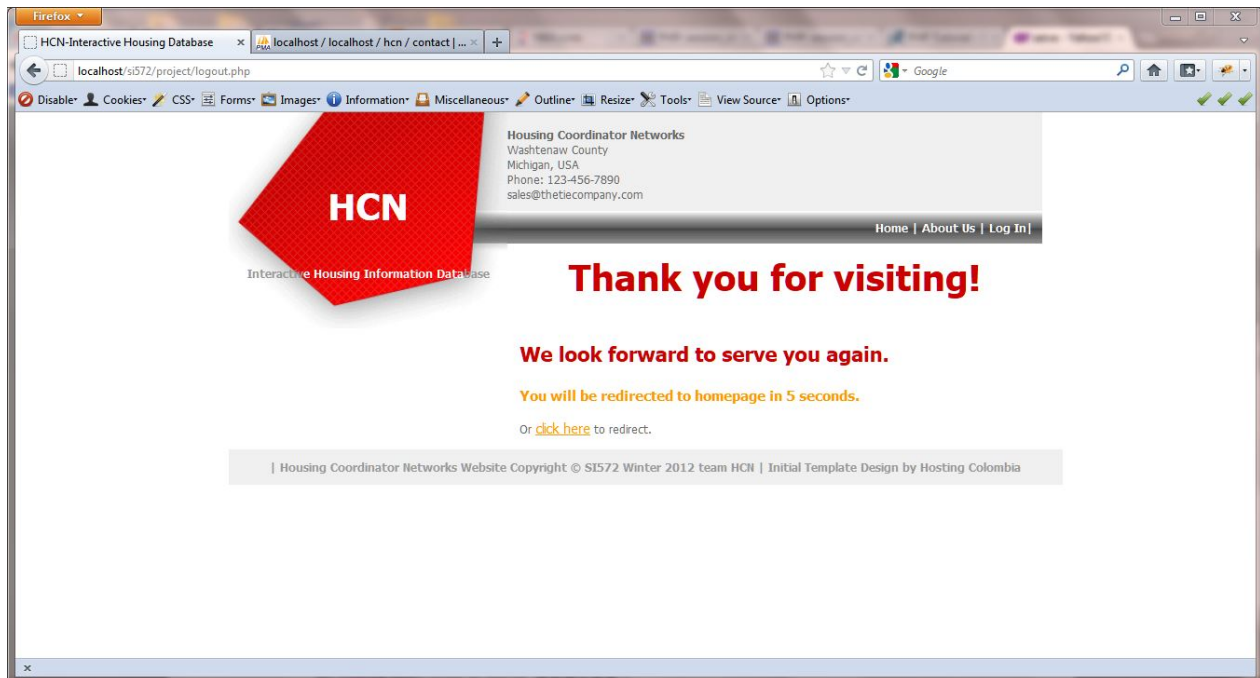 Firefox
HCN-Interactive Housing Database x
PMA localhost / localhost / hcn / contact | ... x +
localhost/si572/project/logout.php
Google
Disable Cookies CSS Forms Images Information Miscellaneous Outline Resize Tools View Source Options
Housing Coordinator Networks
Washtenaw County
Michigan, USA
Phone: 123-456-7890
sales@thetiecompany.com
HCN
Home | About Us | Log In|
Interactive Housing Information Database
Thank you for visiting!
We look forward to serve you again.
You will be redirected to homepage in 5 seconds.
Or click here to redirect.
| Housing Coordinator Networks Website Copyright © SI572 Winter 2012 team HCN | Initial Template Design by Hosting Colombia
x